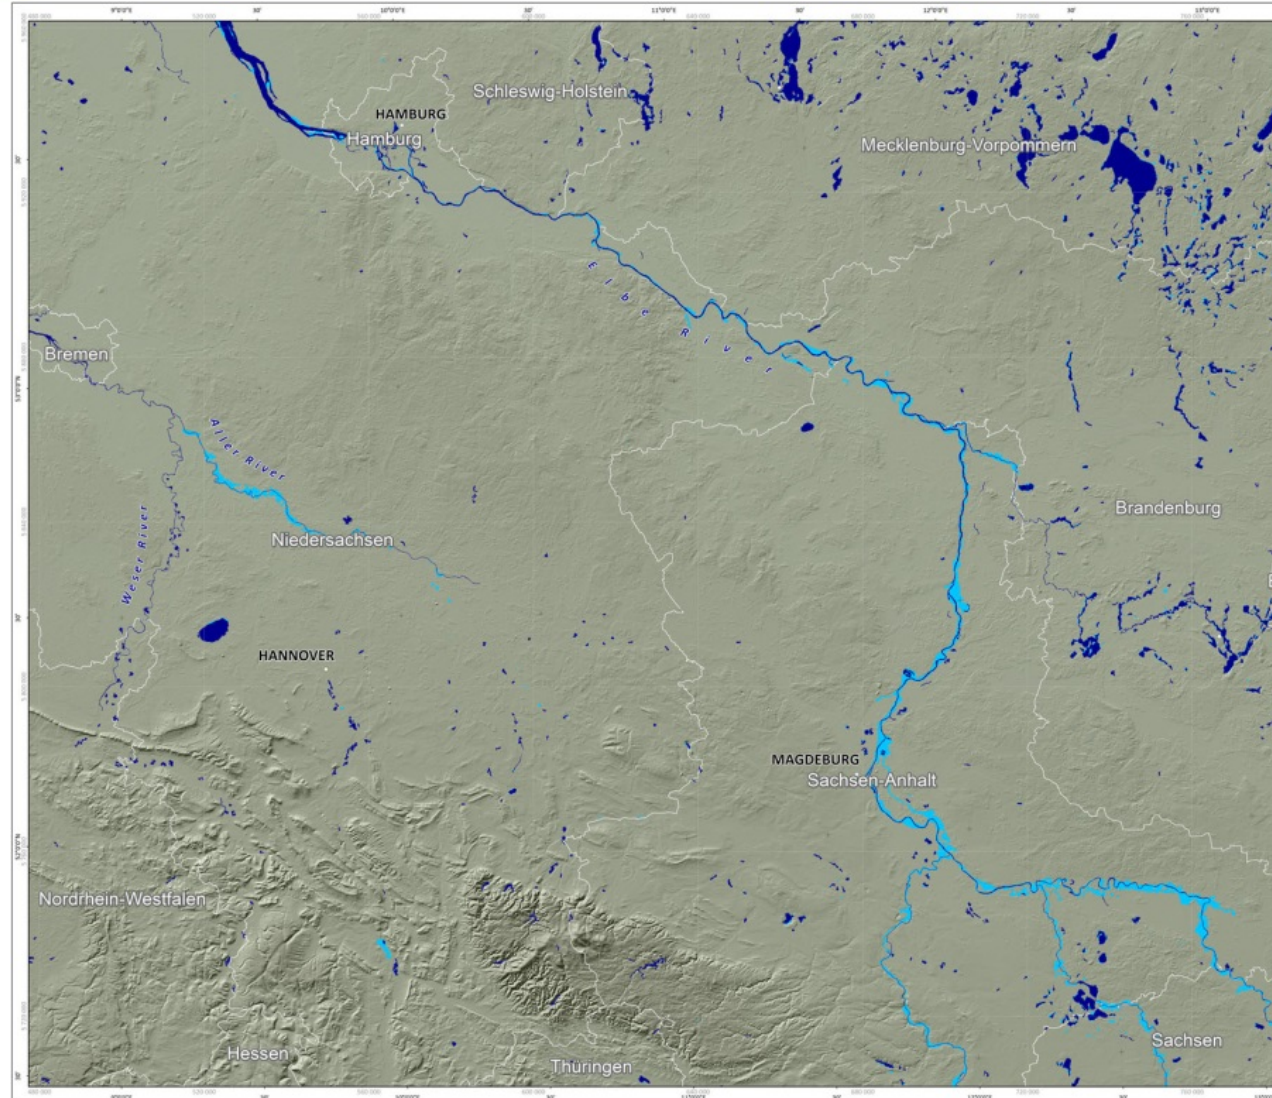 Schleswig-Holstein
HAMBURG
Hamburg
Mecklenburg-Vorpommern
Elbe River
Bremen
Aller River
Weser River
Niedersachsen
Brandenburg
HANNOVER
MAGDEBURG
Sachsen-Anhalt
Nordrhein-Westfalen
Hessen
Thüringen
Sachsen